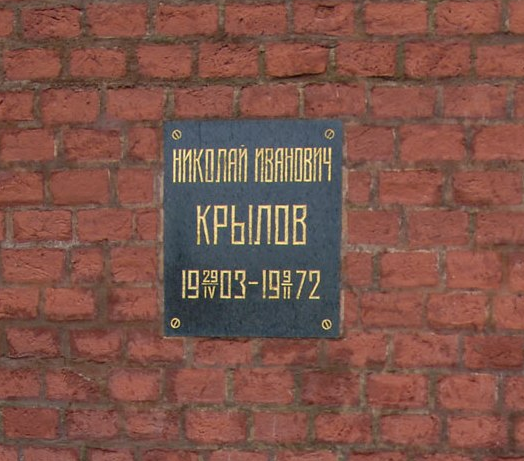 НИКОЛАЙ ИВАНОВИЧ
КРЫЛОВ
19 29/IV 03-19 9/II 72